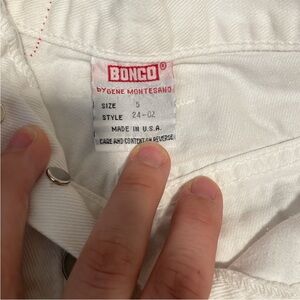 BONGO®
by GENE MONTESANO
SIZE 5
STYLE 24-02
MADE IN U.S.A.
CARE AND CONTENT ON REVERSE